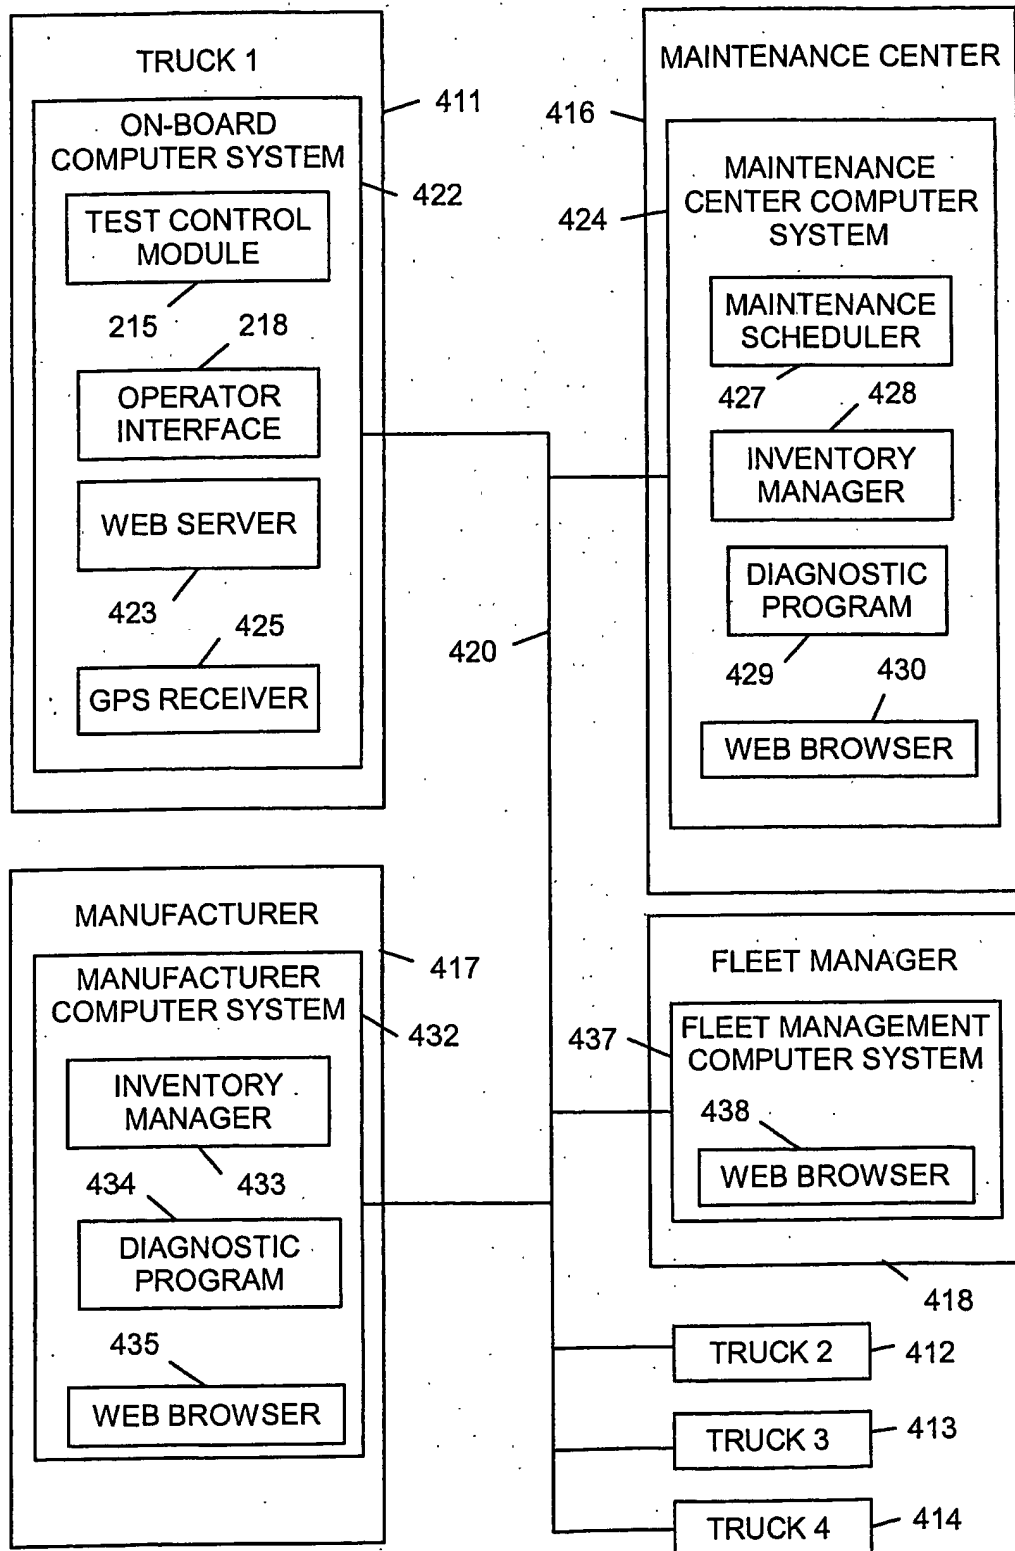 TRUCK 1
411
ON-BOARD
COMPUTER SYSTEM
422
TEST CONTROL
MODULE
215
218
OPERATOR
INTERFACE
WEB SERVER
423
425
GPS RECEIVER
420
MAINTENANCE CENTER
416
MAINTENANCE
CENTER COMPUTER
SYSTEM
424
MAINTENANCE
SCHEDULER
427
428
INVENTORY
MANAGER
DIAGNOSTIC
PROGRAM
429
430
WEB BROWSER
MANUFACTURER
417
MANUFACTURER
COMPUTER SYSTEM
432
INVENTORY
MANAGER
434
433
DIAGNOSTIC
PROGRAM
435
WEB BROWSER
FLEET MANAGER
437
FLEET MANAGEMENT
COMPUTER SYSTEM
438
WEB BROWSER
418
TRUCK 2
412
TRUCK 3
413
TRUCK 4
414